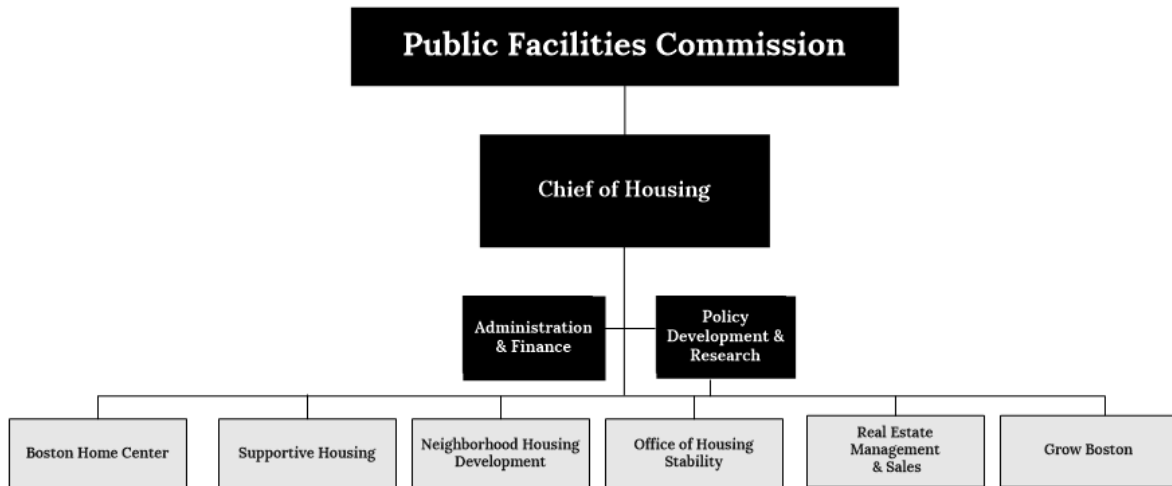 Public Facilities Commission
Chief of Housing
Administration
& Finance
Policy
Development &
Research
Boston Home Center
Supportive Housing
Neighborhood Housing
Development
Office of Housing
Stability
Real Estate
Management
& Sales
Grow Boston